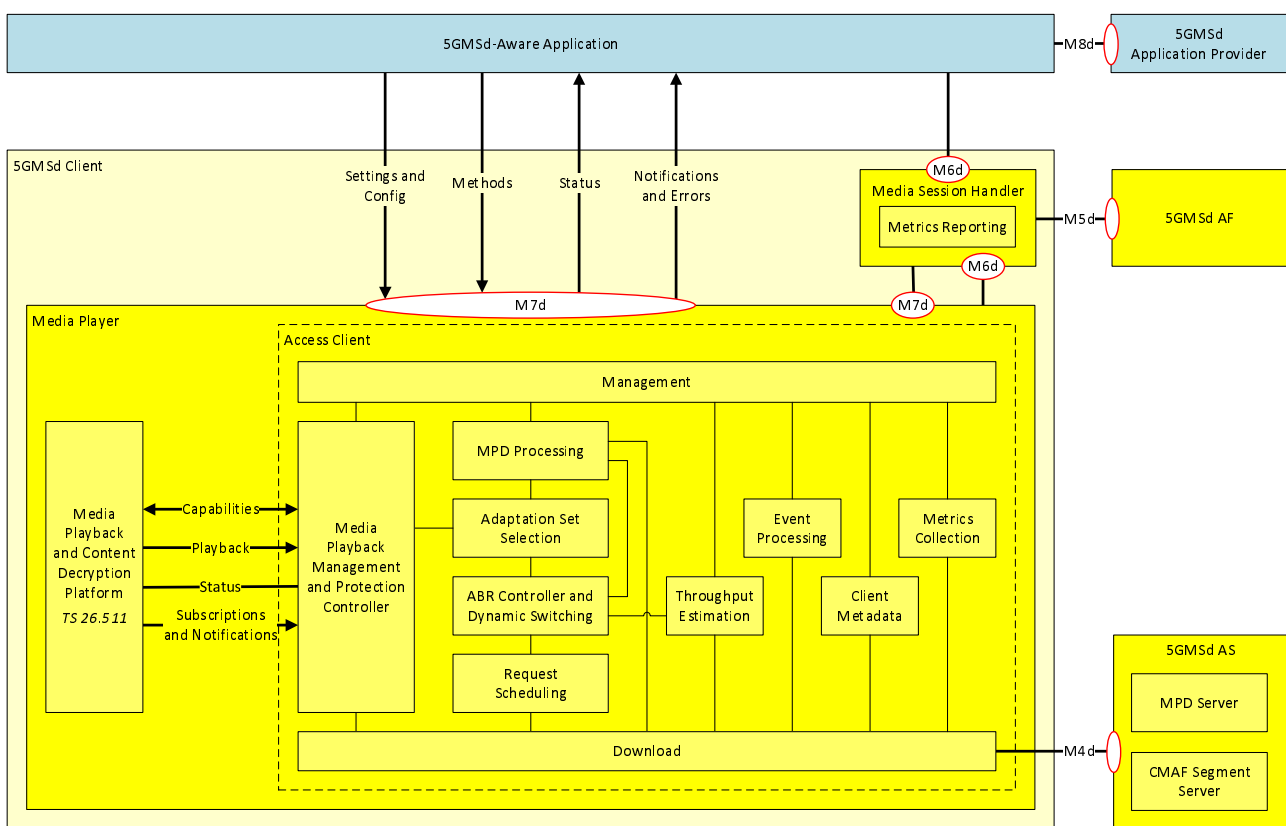 5GMSd-Aware Application
M8d
5GMSd
Application Provider
5GMSd Client
Settings and
Config
Methods
Status
Notifications
and Errors
M6d
Media Session Handler
Metrics Reporting
M5d
5GMSd AF
M6d
M7d
M7d
Media Player
Access Client
Management
Media
Playback
and Content
Decryption
Platform
TS 26.511
Capabilities
Playback
Status
Subscriptions
and Notifications
Media
Playback
Management
and Protection
Controller
MPD Processing
Adaptation Set
Selection
ABR Controller and
Dynamic Switching
Request
Scheduling
Throughput
Estimation
Event
Processing
Client
Metadata
Metrics
Collection
Download
M4d
5GMSd AS
MPD Server
CMAF Segment
Server